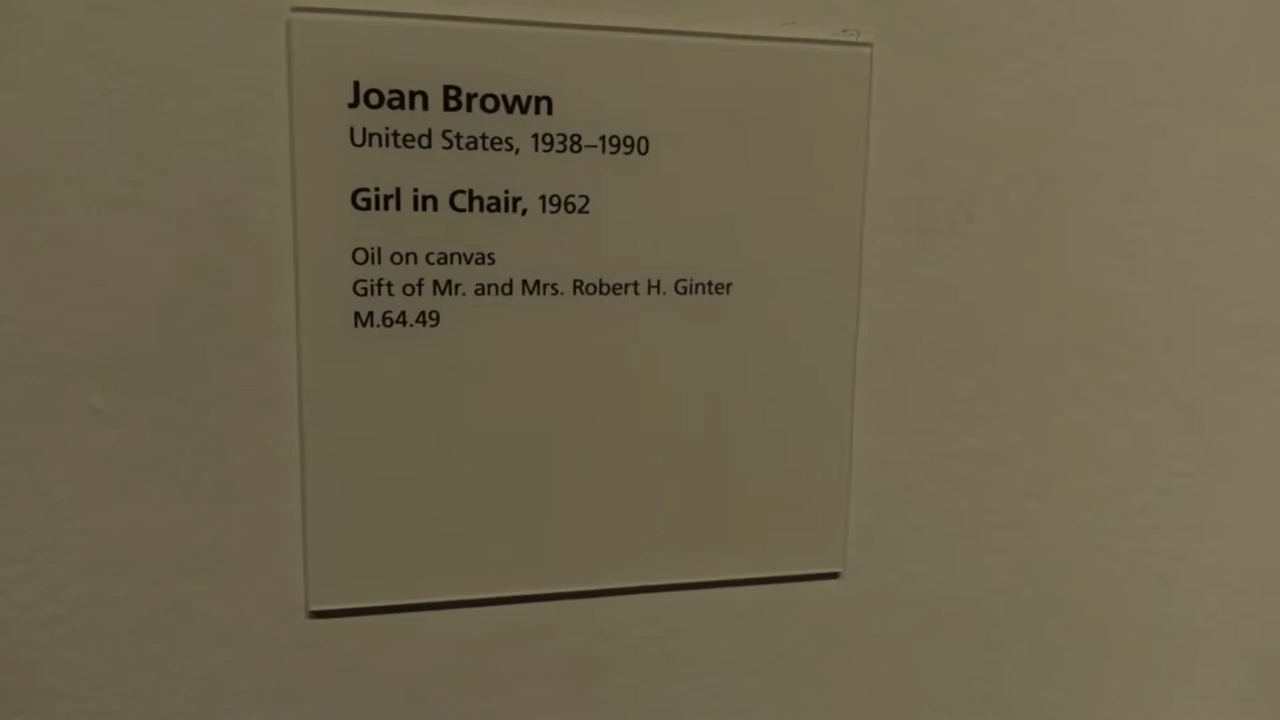 Joan Brown
United States, 1938–1990
Girl in Chair, 1962
Oil on canvas
Gift of Mr. and Mrs. Robert H. Ginter
M.64.49